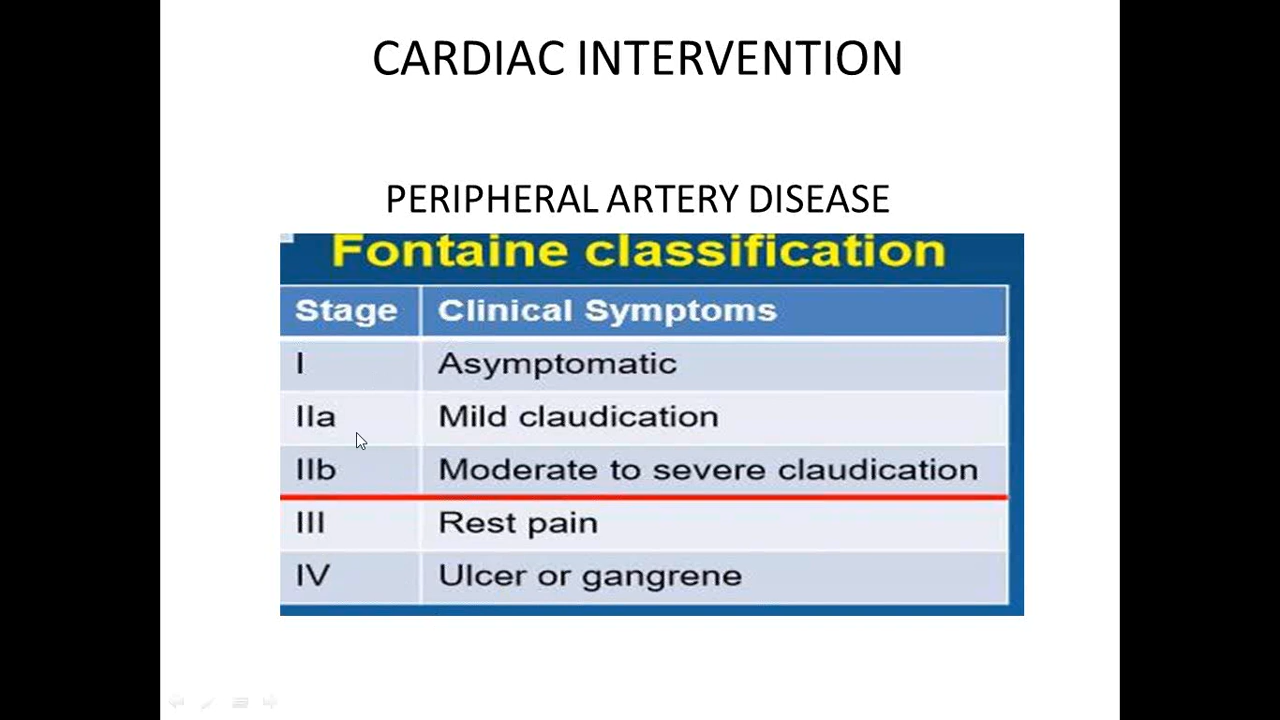 CARDIAC INTERVENTION
PERIPHERAL ARTERY DISEASE
Fontaine classification
Stage Clinical Symptoms
I Asymptomatic
IIa Mild claudication
IIb Moderate to severe claudication
III Rest pain
IV Ulcer or gangrene